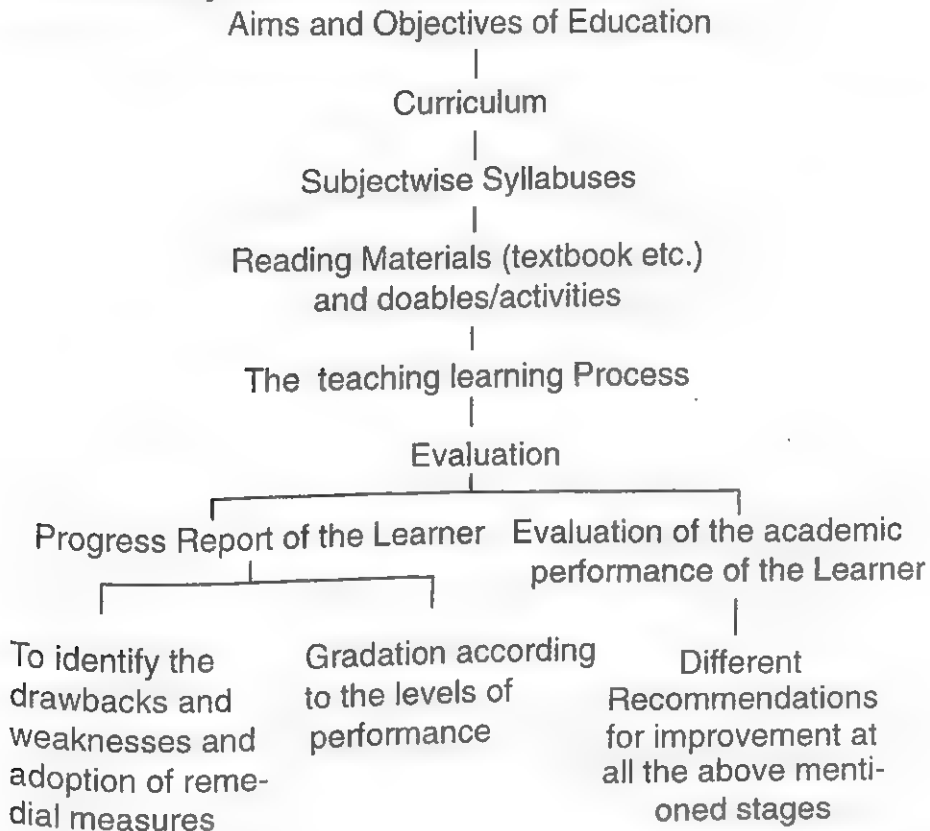 Aims and Objectives of Education
Curriculum
Subjectwise Syllabuses
Reading Materials (textbook etc.)
and doables/activities
The teaching learning Process
Evaluation
Progress Report of the Learner
Evaluation of the academic
performance of the Learner
To identify the
drawbacks and
weaknesses and
adoption of reme-
dial measures
Gradation according
to the levels of
performance
Different
Recommendations
for improvement at
all the above menti-
oned stages